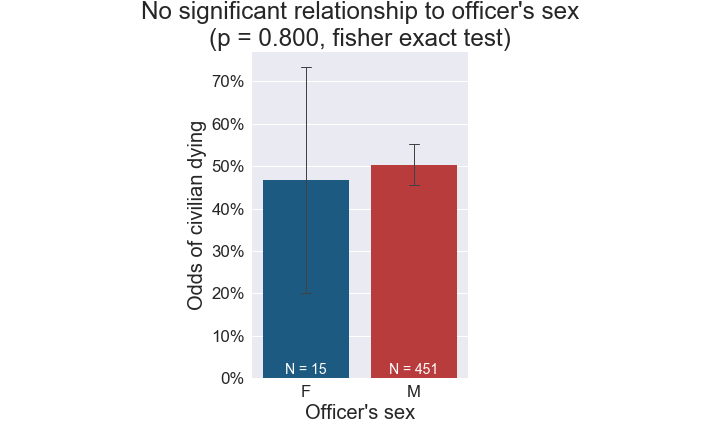 No significant relationship to officer's sex
(p = 0.800, fisher exact test)
70%
60%
50%
40%
30%
20%
10%
0%
Odds of civilian dying
N = 15
N = 451
F
M
Officer's sex